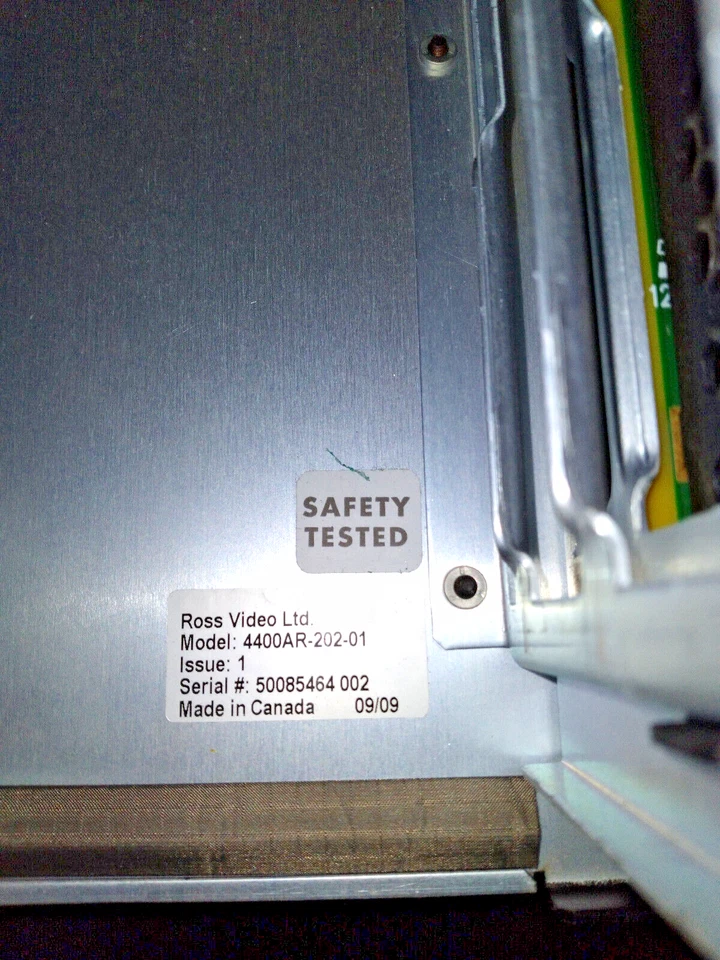 SAFETY
TESTED
Ross Video Ltd.
Model: 4400AR-202-01
Issue: 1
Serial #: 50085464 002
Made in Canada 09/09
12